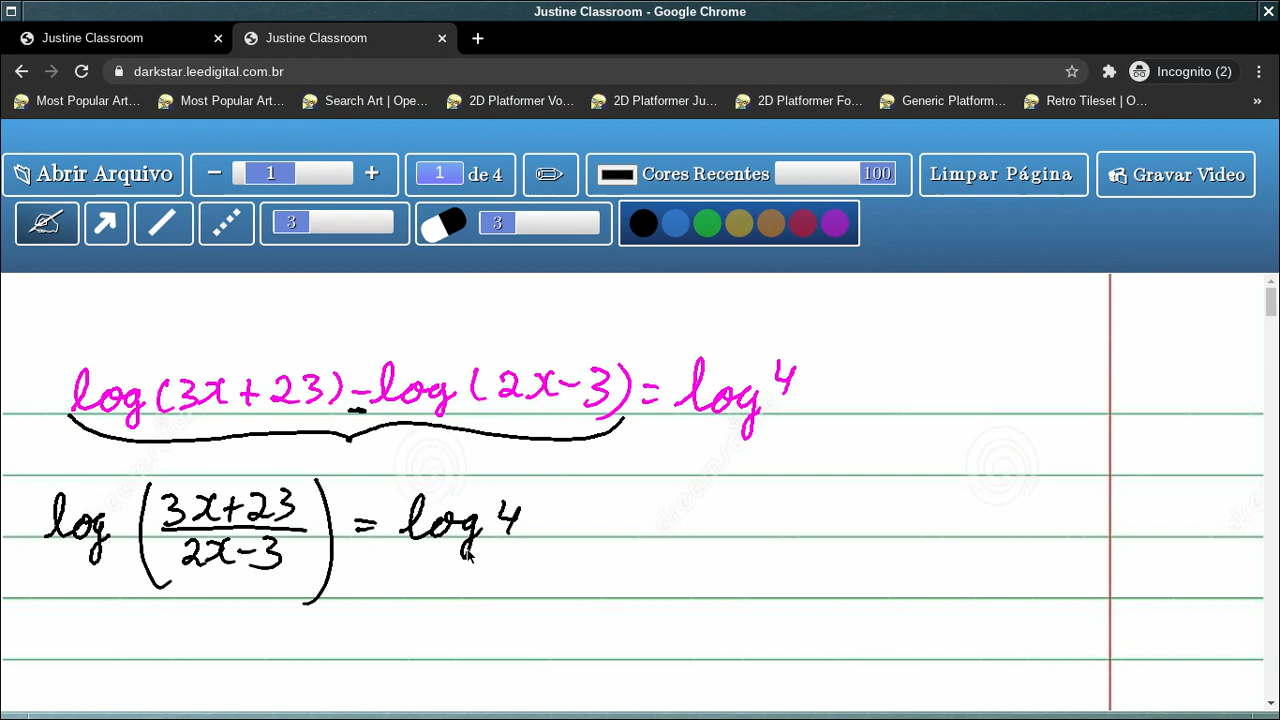 Justine Classroom - Google Chrome
Justine Classroom
Justine Classroom
darkstar.leedigital.com.br
Incognito (2)
Most Popular Art...
Most Popular Art...
Search Art | Ope...
2D Platformer Vo...
2D Platformer Ju...
2D Platformer Fo...
Generic Platform...
Retro Tileset | O...
»
Abrir Arquivo
− 1 +
1 de 4
Cores Recentes 100
Limpar Página
Gravar Video
3
3
log(3x+23)-log(2x-3)=log 4
log (3x+23 / 2x-3) = log 4